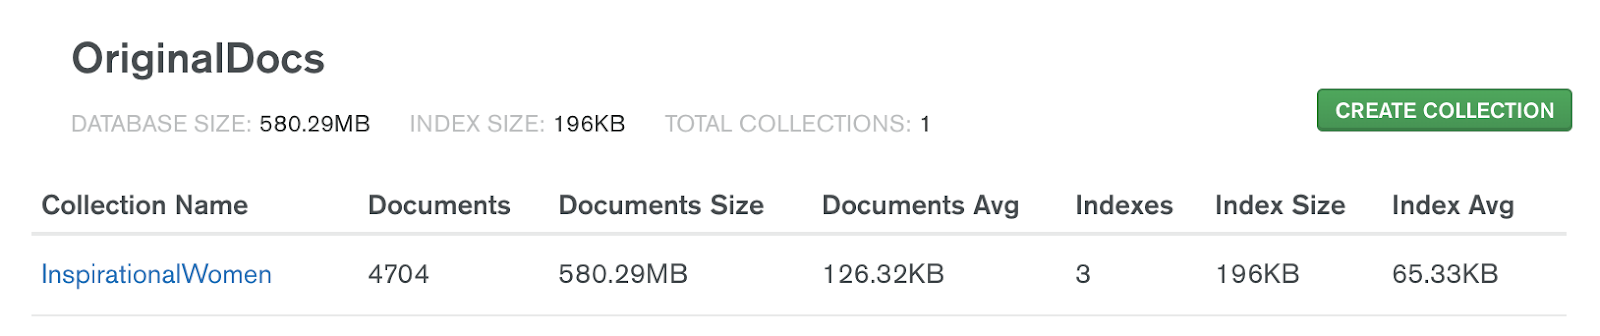 OriginalDocs
DATABASE SIZE: 580.29MB INDEX SIZE: 196KB TOTAL COLLECTIONS: 1
CREATE COLLECTION
Collection Name Documents Documents Size Documents Avg Indexes Index Size Index Avg
InspirationalWomen 4704 580.29MB 126.32KB 3 196KB 65.33KB